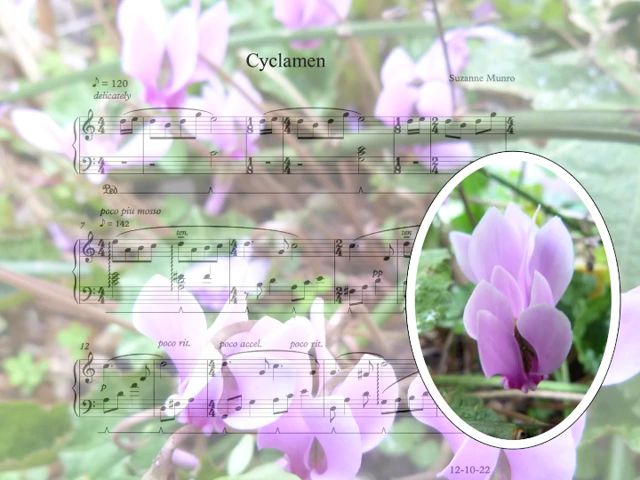 Cyclamen
Suzanne Munro
♪ = 120
delicately
Ped
7
poco piu mosso
♪ = 142
ten.
ten
pp
12
poco rit.
poco accel.
poco rit.
p
12-10-22